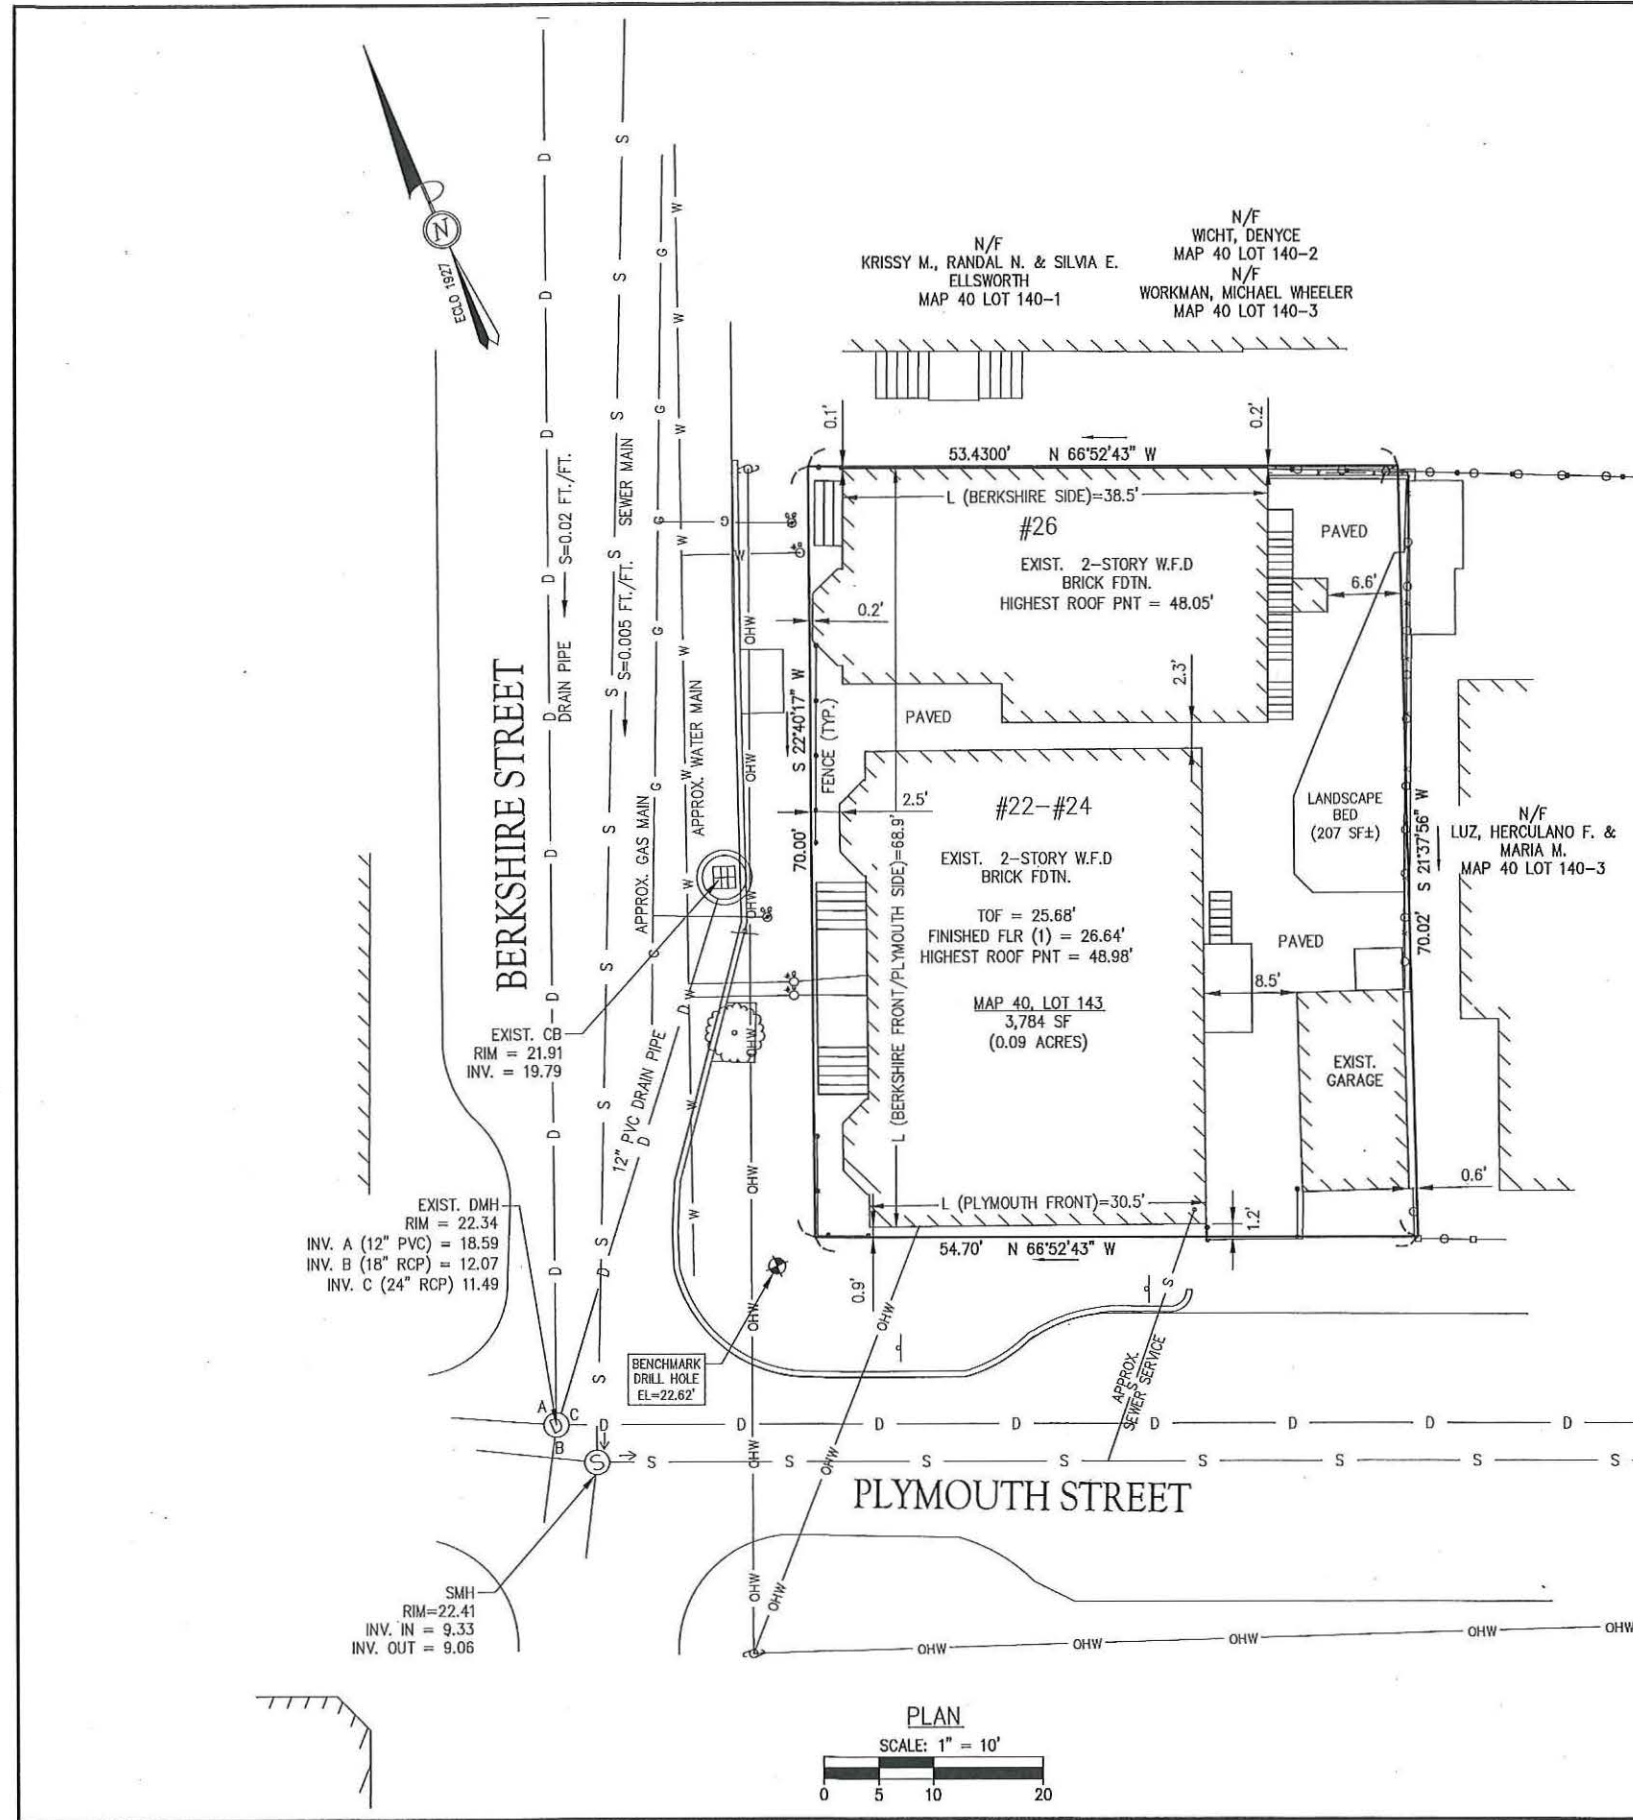 N
ECLO 1927
N/F
KRISSY M., RANDAL N. & SILVIA E.
ELLSWORTH
MAP 40 LOT 140-1
N/F
WICHT, DENYCE
MAP 40 LOT 140-2
N/F
WORKMAN, MICHAEL WHEELER
MAP 40 LOT 140-3
0.1'
0.2'
53.4300' N 66°52'43" W
L (BERKSHIRE SIDE)=38.5'
#26
EXIST. 2-STORY W.F.D
BRICK FDTN.
HIGHEST ROOF PNT = 48.05'
PAVED
6.6'
0.2'
2.3'
PAVED
FENCE (TYP.)
S 22°40'17" W
70.00'
2.5'
#22-#24
EXIST. 2-STORY W.F.D
BRICK FDTN.
TOF = 25.68'
FINISHED FLR (1) = 26.64'
HIGHEST ROOF PNT = 48.98'
MAP 40, LOT 143
3,784 SF
(0.09 ACRES)
L (BERKSHIRE FRONT/PLYMOUTH SIDE)=68.9'
LANDSCAPE
BED
(207 SF±)
70.02' S 21°37'56" W
N/F
LUZ, HERCULANO F. &
MARIA M.
MAP 40 LOT 140-3
PAVED
8.5'
EXIST.
GARAGE
0.6'
L (PLYMOUTH FRONT)=30.5'
1.2'
54.70' N 66°52'43" W
0.9'
BERKSHIRE STREET
DRAIN PIPE S=0.02 FT./FT.
S=0.005 FT./FT. SEWER MAIN
APPROX. GAS MAIN
APPROX. WATER MAIN
12" PVC DRAIN PIPE
EXIST. CB
RIM = 21.91
INV. = 19.79
EXIST. DMH
RIM = 22.34
INV. A (12" PVC) = 18.59
INV. B (18" RCP) = 12.07
INV. C (24" RCP) 11.49
BENCHMARK
DRILL HOLE
EL=22.62'
APPROX.
SEWER SERVICE
A
C
D
B
S
D D D D D D D D
S S S S S S S S
PLYMOUTH STREET
SMH
RIM=22.41
INV. IN = 9.33
INV. OUT = 9.06
OHW OHW OHW OHW OHW
PLAN
SCALE: 1" = 10'
0 5 10 20